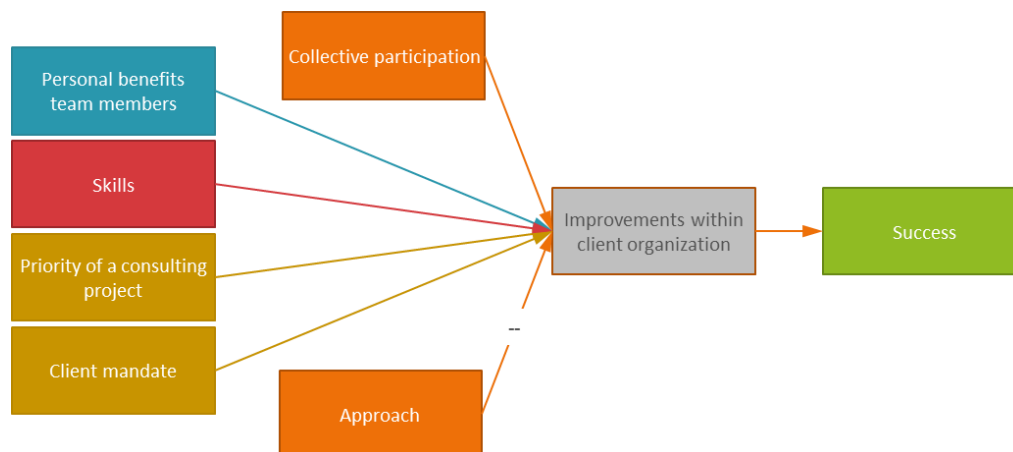 Collective participation
Personal benefits
team members
Skills
Improvements within
client organization
Success
Priority of a consulting
project
--
Client mandate
Approach